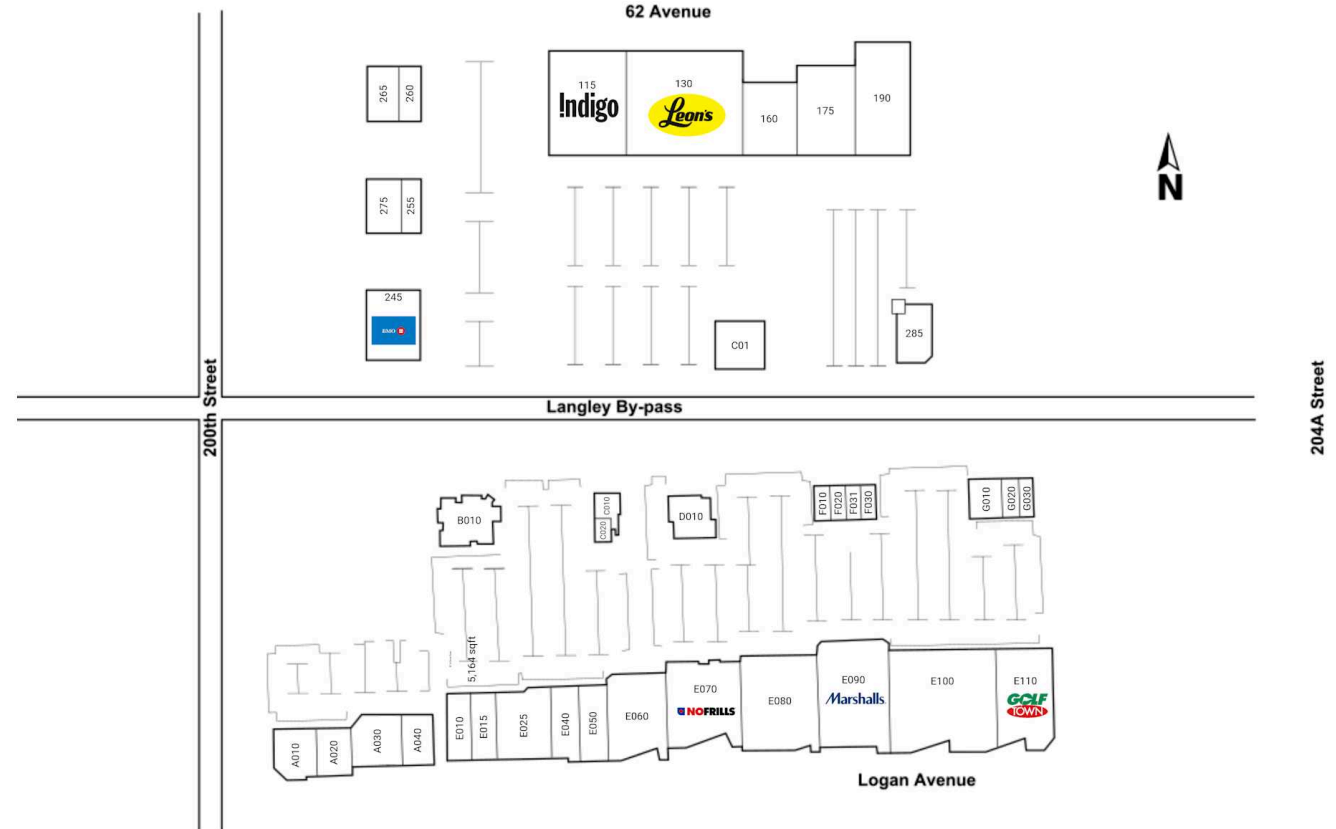 62 Avenue
265
260
115
!ndigo
130
Leon's
160
175
190
N
275
255
245
BMO
C01
285
200th Street
Langley By-pass
204A Street
B010
C010
C020
D010
F010
F020
F031
F030
G010
G020
G030
5,164 sqft
A010
A020
A030
A040
E010
E015
E025
E040
E050
E060
E070
NOFRILLS
E080
E090
Marshalls
E100
E110
GOLF
TOWN
Logan Avenue